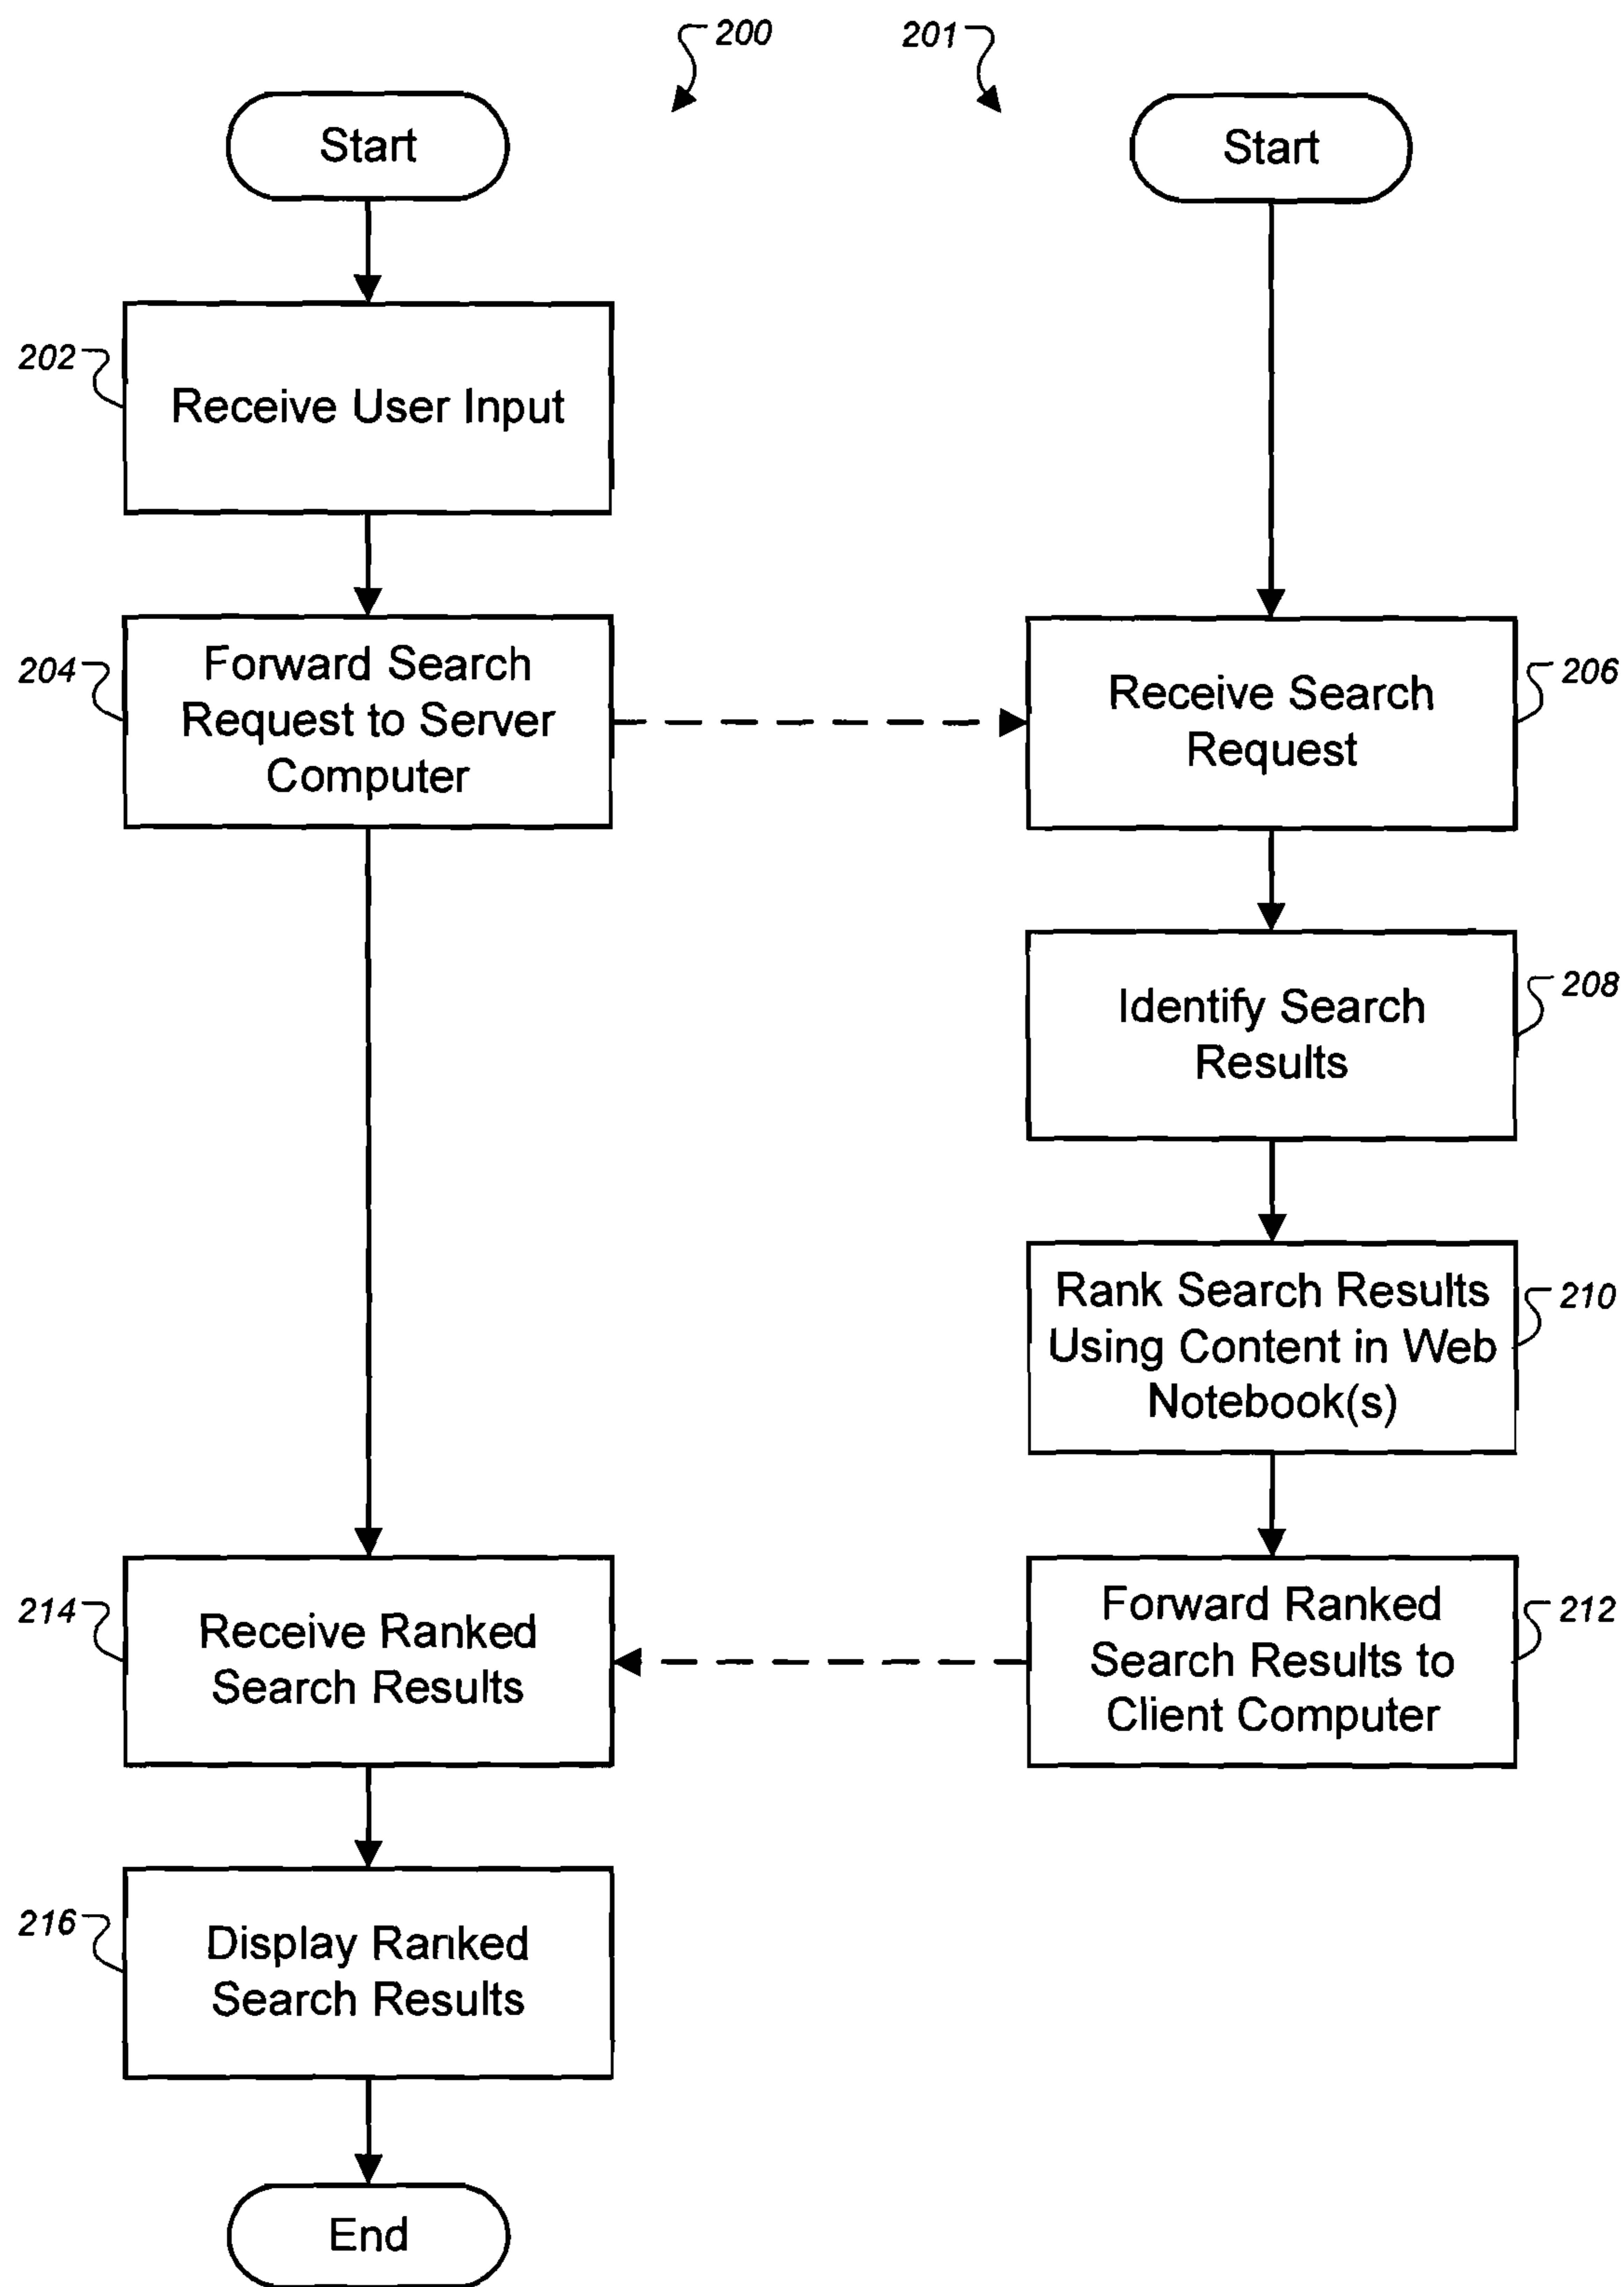 200
201
Start
Start
202
Receive User Input
204
Forward Search
Request to Server
Computer
Receive Search
Request
206
Identify Search
Results
208
Rank Search Results
Using Content in Web
Notebook(s)
210
214
Receive Ranked
Search Results
Forward Ranked
Search Results to
Client Computer
212
216
Display Ranked
Search Results
End